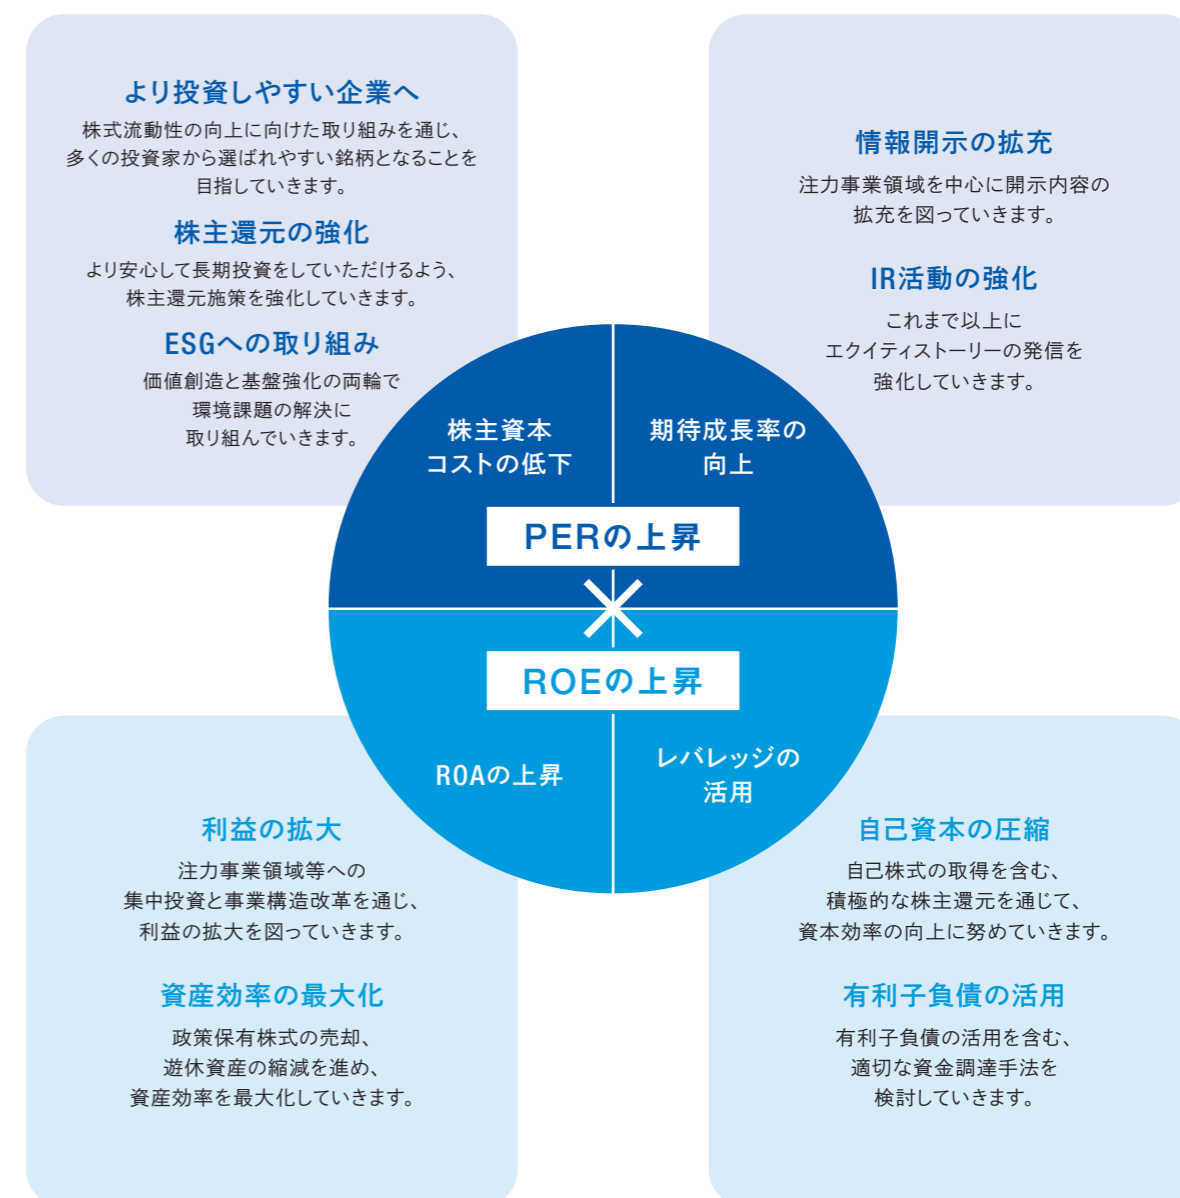 より投資しやすい企業へ
株式流動性の向上に向けた取り組みを通じ、
多くの投資家から選ばれやすい銘柄となることを
目指していきます。
株主還元の強化
より安心して長期投資をしていただけるよう、
株主還元施策を強化していきます。
ESGへの取り組み
価値創造と基盤強化の両輪で
環境課題の解決に
取り組んでいきます。
情報開示の拡充
注力事業領域を中心に開示内容の
拡充を図っていきます。
IR活動の強化
これまで以上に
エクイティストーリーの発信を
強化していきます。
株主資本
コストの低下
期待成長率の
向上
PERの上昇
×
ROEの上昇
ROAの上昇
レバレッジの
活用
利益の拡大
注力事業領域等への
集中投資と事業構造改革を通じ、
利益の拡大を図っていきます。
資産効率の最大化
政策保有株式の売却、
遊休資産の縮減を進め、
資産効率を最大化していきます。
自己資本の圧縮
自己株式の取得を含む、
積極的な株主還元を通じて、
資本効率の向上に努めていきます。
有利子負債の活用
有利子負債の活用を含む、
適切な資金調達手法を
検討していきます。